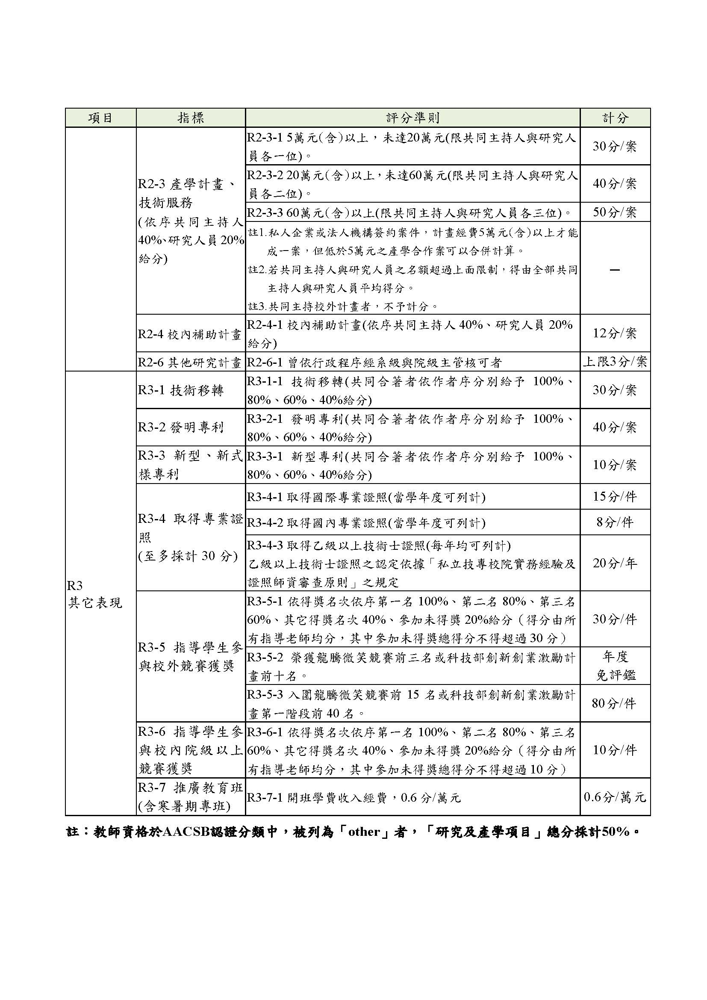 項目 指標 評分準則 計分
R2-3 產學計畫、
技術服務
(依序共同主持人
40%、研究人員 20%
給分)
R2-3-1 5萬元(含)以上，未達20萬元(限共同主持人與研究人
員各一位)。
30分/案
R2-3-2 20萬元(含)以上，未達60萬元(限共同主持人與研究人
員各二位)。
40分/案
R2-3-3 60萬元(含)以上(限共同主持人與研究人員各三位)。
50分/案
註1.私人企業或法人機構簽約案件，計畫經費5萬元(含)以上才能
成一案，但低於5萬元之產學合作案可以合併計算。
註2.若共同主持人與研究人員之名額超過上面限制，得由全部共同
主持人與研究人員平均得分。
註3.共同主持校外計畫者，不予計分。
－
R2-4 校內補助計畫
R2-4-1 校內補助計畫(依序共同主持人 40%、研究人員 20%
給分)
12分/案
R2-6 其他研究計畫
R2-6-1 曾依行政程序經系級與院級主管核可者
上限3分/案
R3
其它表現
R3-1 技術移轉
R3-1-1 技術移轉(共同合著者依作者序分別給予 100%、
80%、60%、40%給分)
30分/案
R3-2 發明專利
R3-2-1 發明專利(共同合著者依作者序分別給予 100%、
80%、60%、40%給分)
40分/案
R3-3 新型、新式
樣專利
R3-3-1 新型專利(共同合著者依作者序分別給予 100%、
80%、60%、40%給分)
10分/案
R3-4 取得專業證
照
(至多採計 30 分)
R3-4-1 取得國際專業證照(當學年度可列計)
15分/件
R3-4-2 取得國內專業證照(當學年度可列計)
8分/件
R3-4-3 取得乙級以上技術士證照(每年均可列計)
乙級以上技術士證照之認定依據「私立技專校院實務經驗及
證照師資審查原則」之規定
20分/年
R3-5 指導學生參
與校外競賽獲獎
R3-5-1 依得獎名次依序第一名 100%、第二名 80%、第三名
60%、其它得獎名次 40%、參加未得獎 20%給分（得分由所
有指導老師均分，其中參加未得獎總得分不得超過 30 分）
30分/件
R3-5-2 榮獲龍騰微笑競賽前三名或科技部創新創業激勵計
畫前十名。
年度
免評鑑
R3-5-3 入圍龍騰微笑競賽前 15 名或科技部創新創業激勵計
畫第一階段前 40 名。
80分/件
R3-6 指導學生參
與校內院級以上
競賽獲獎
R3-6-1 依得獎名次依序第一名 100%、第二名 80%、第三名
60%、其它得獎名次 40%、參加未得獎 20%給分（得分由所
有指導老師均分，其中參加未得獎總得分不得超過 10 分）
10分/件
R3-7 推廣教育班
(含寒暑期專班)
R3-7-1 開班學費收入經費，0.6 分/萬元
0.6分/萬元
註：教師資格於AACSB認證分類中，被列為「other」者，「研究及產學項目」總分採計50%。